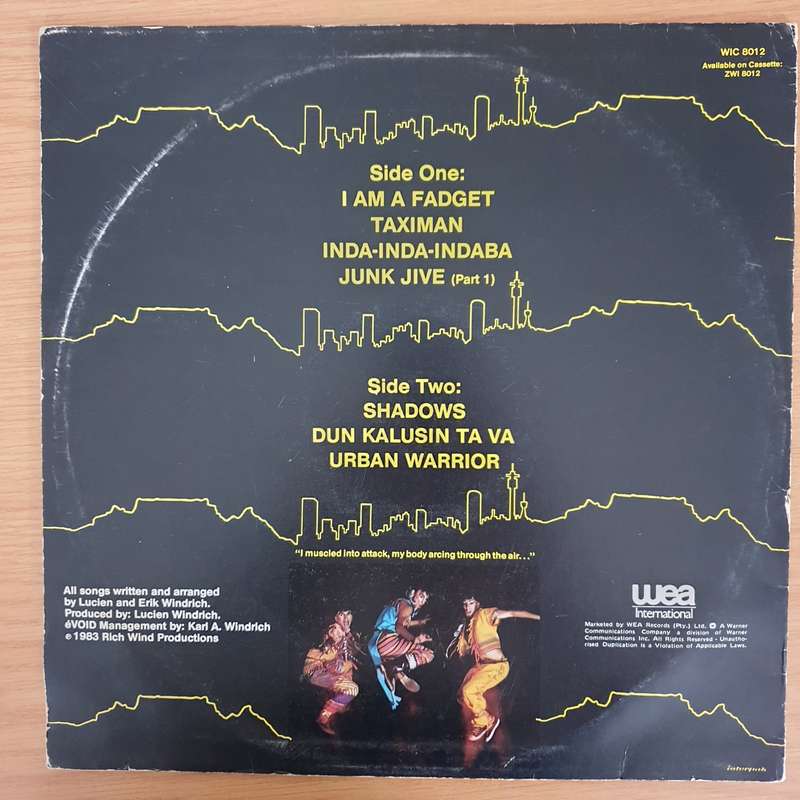 WIC 8012
Available on Cassette:
ZWI 8012
Side One:
I AM A FADGET
TAXIMAN
INDA-INDA-INDABA
JUNK JIVE (Part 1)
Side Two:
SHADOWS
DUN KALUSIN TA VA
URBAN WARRIOR
"I muscled into attack, my body arcing through the air..."
All songs written and arranged
by Lucien and Erik Windrich.
Produced by: Lucien Windrich.
éVOID Management by: Karl A. Windrich
℗ 1983 Rich Wind Productions
wea
International
Marketed by WEA Records (Pty.) Ltd. A Warner
Communications Company a division of Warner
Communications Inc. All Rights Reserved - Unautho-
rised Duplication is a Violation of Applicable Laws.
interpak